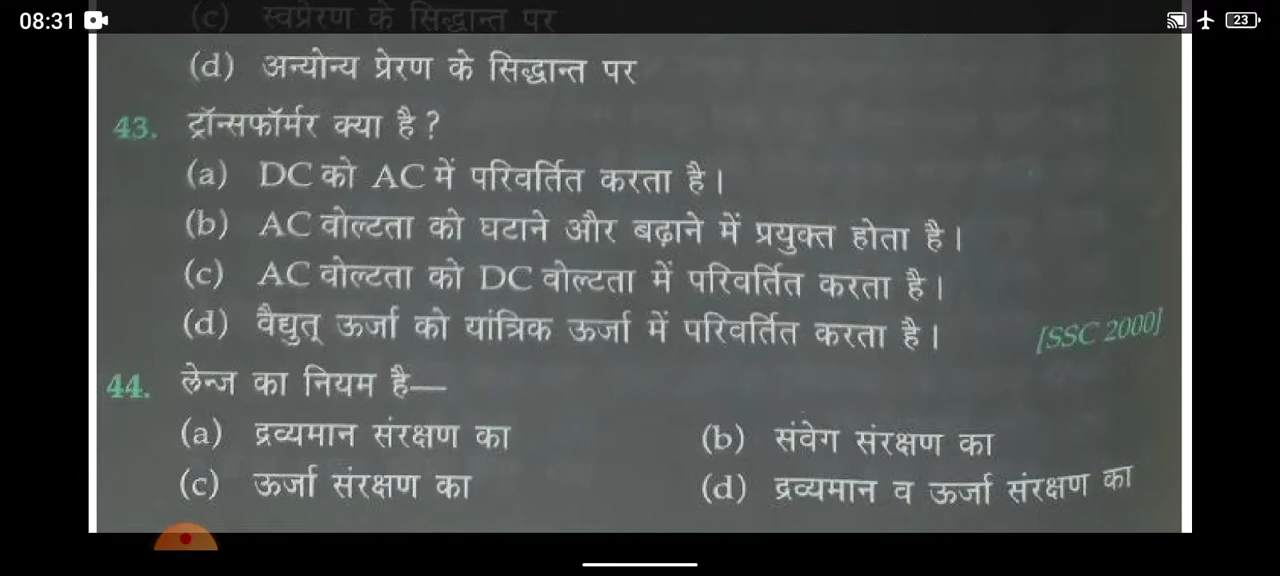 08:31
23
(c) स्वप्रेरण के सिद्धान्त पर
(d) अन्योन्य प्रेरण के सिद्धान्त पर
43. ट्रॉन्सफॉर्मर क्या है ?
(a) DC को AC में परिवर्तित करता है।
(b) AC वोल्टता को घटाने और बढ़ाने में प्रयुक्त होता है।
(c) AC वोल्टता को DC वोल्टता में परिवर्तित करता है।
(d) वैद्युत् ऊर्जा को यांत्रिक ऊर्जा में परिवर्तित करता है।
[SSC 2000]
44. लेन्ज का नियम है—
(a) द्रव्यमान संरक्षण का (b) संवेग संरक्षण का
(c) ऊर्जा संरक्षण का (d) द्रव्यमान व ऊर्जा संरक्षण का